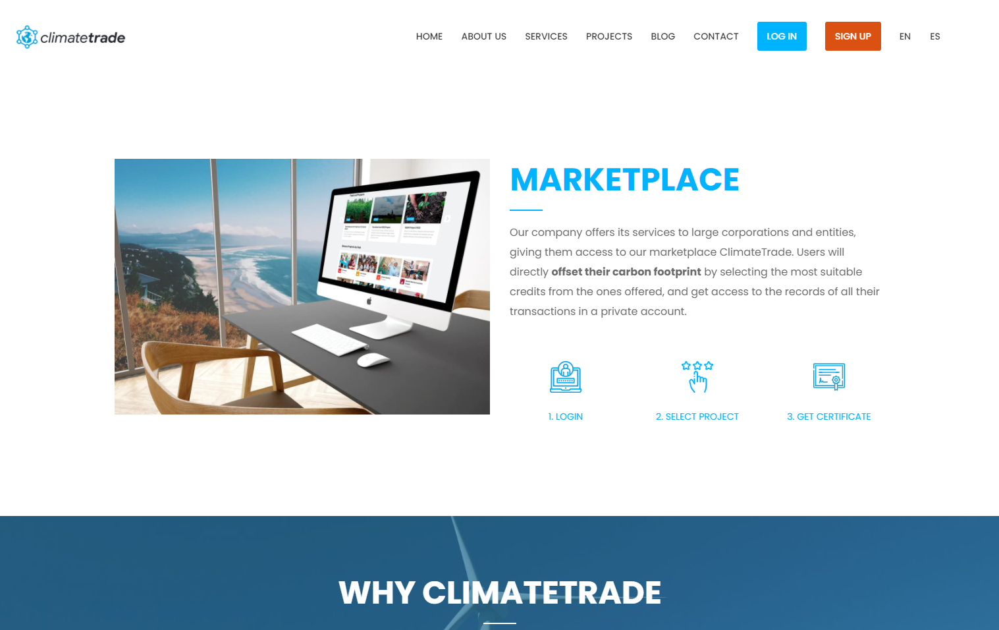 climatetrade
HOME ABOUT US SERVICES PROJECTS BLOG CONTACT LOG IN SIGN UP EN ES
MARKETPLACE
Our company offers its services to large corporations and entities,
giving them access to our marketplace ClimateTrade. Users will
directly offset their carbon footprint by selecting the most suitable
credits from the ones offered, and get access to the records of all their
transactions in a private account.
1. LOGIN 2. SELECT PROJECT 3. GET CERTIFICATE
WHY CLIMATETRADE